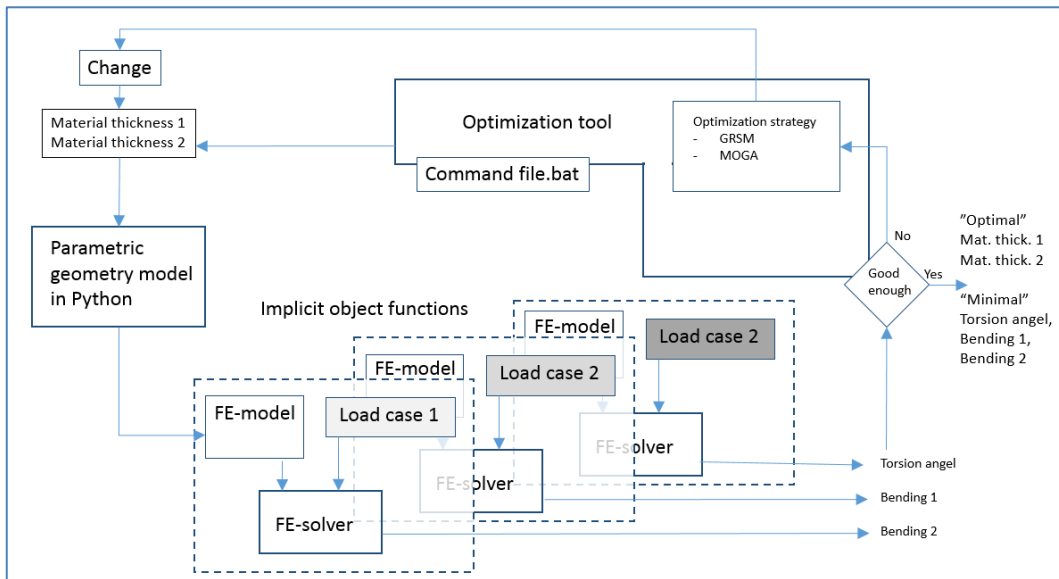 Change
Material thickness 1
Material thickness 2
Optimization tool
Command file.bat
Optimization strategy
- GRSM
- MOGA
Parametric
geometry model
in Python
No
Good
enough
Yes
”Optimal”
Mat. thick. 1
Mat. thick. 2
“Minimal”
Torsion angel,
Bending 1,
Bending 2
Implicit object functions
FE-model
Load case 2
FE-model
Load case 2
FE-model
Load case 1
FE-solver
FE-solver
FE-solver
Torsion angel
Bending 1
Bending 2